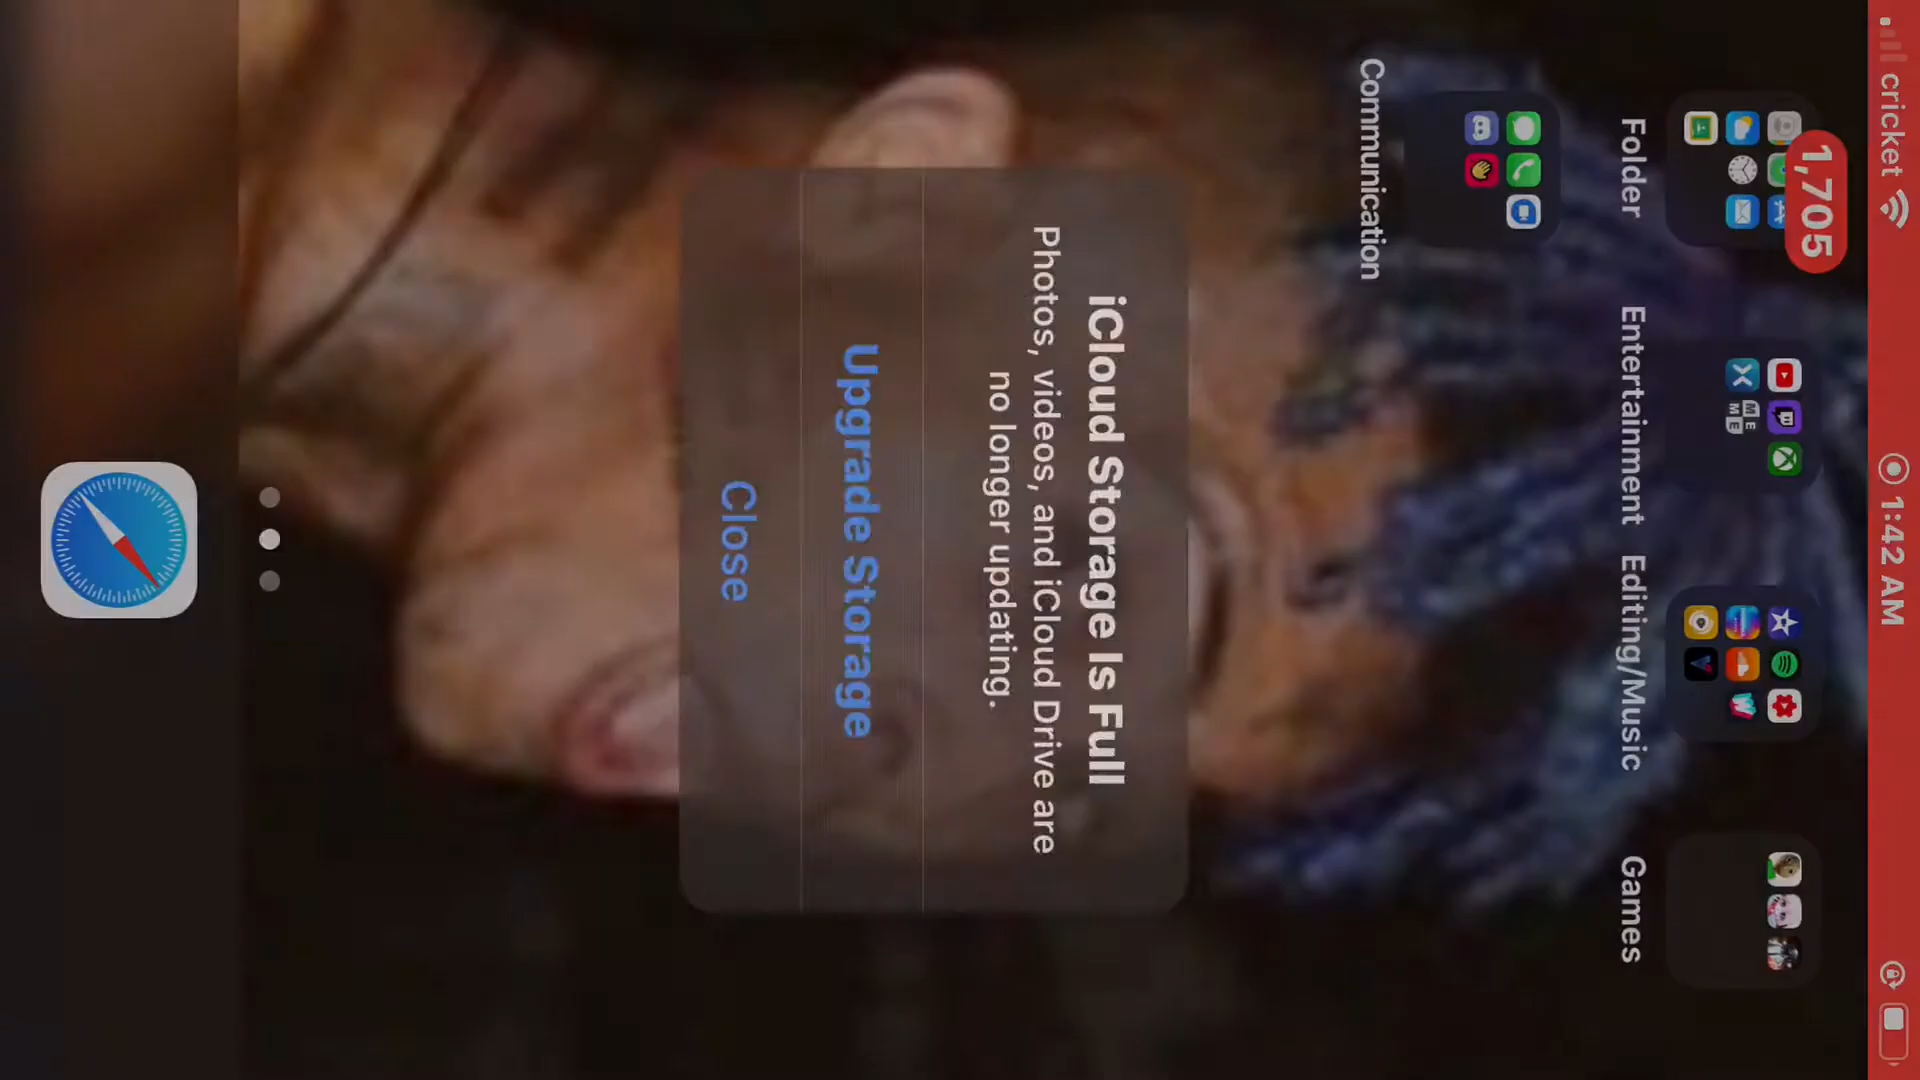 cricket 1:42 AM
1,705
Folder Entertainment Editing/Music Games
Communication
iCloud Storage Is Full
Photos, videos, and iCloud Drive are
no longer updating.
Upgrade Storage
Close